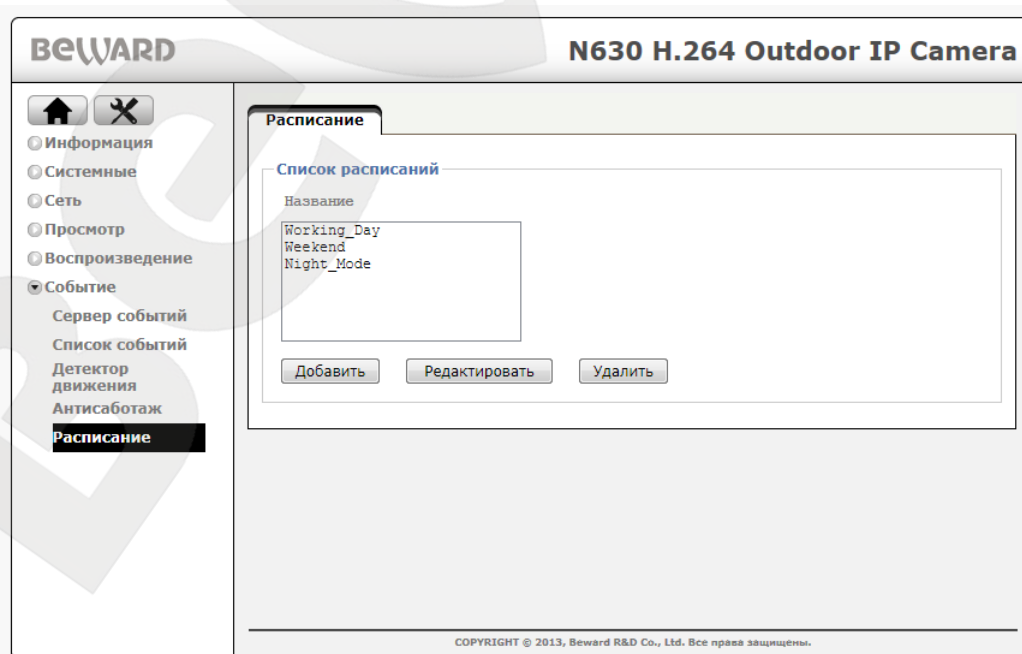 BEWARD
N630 H.264 Outdoor IP Camera
Информация
Системные
Сеть
Просмотр
Воспроизведение
Событие
Сервер событий
Список событий
Детектор
движения
Антисаботаж
Расписание
Расписание
Список расписаний
Название
Working_Day
Weekend
Night_Mode
Добавить
Редактировать
Удалить
COPYRIGHT © 2013, Beward R&D Co., Ltd. Все права защищены.